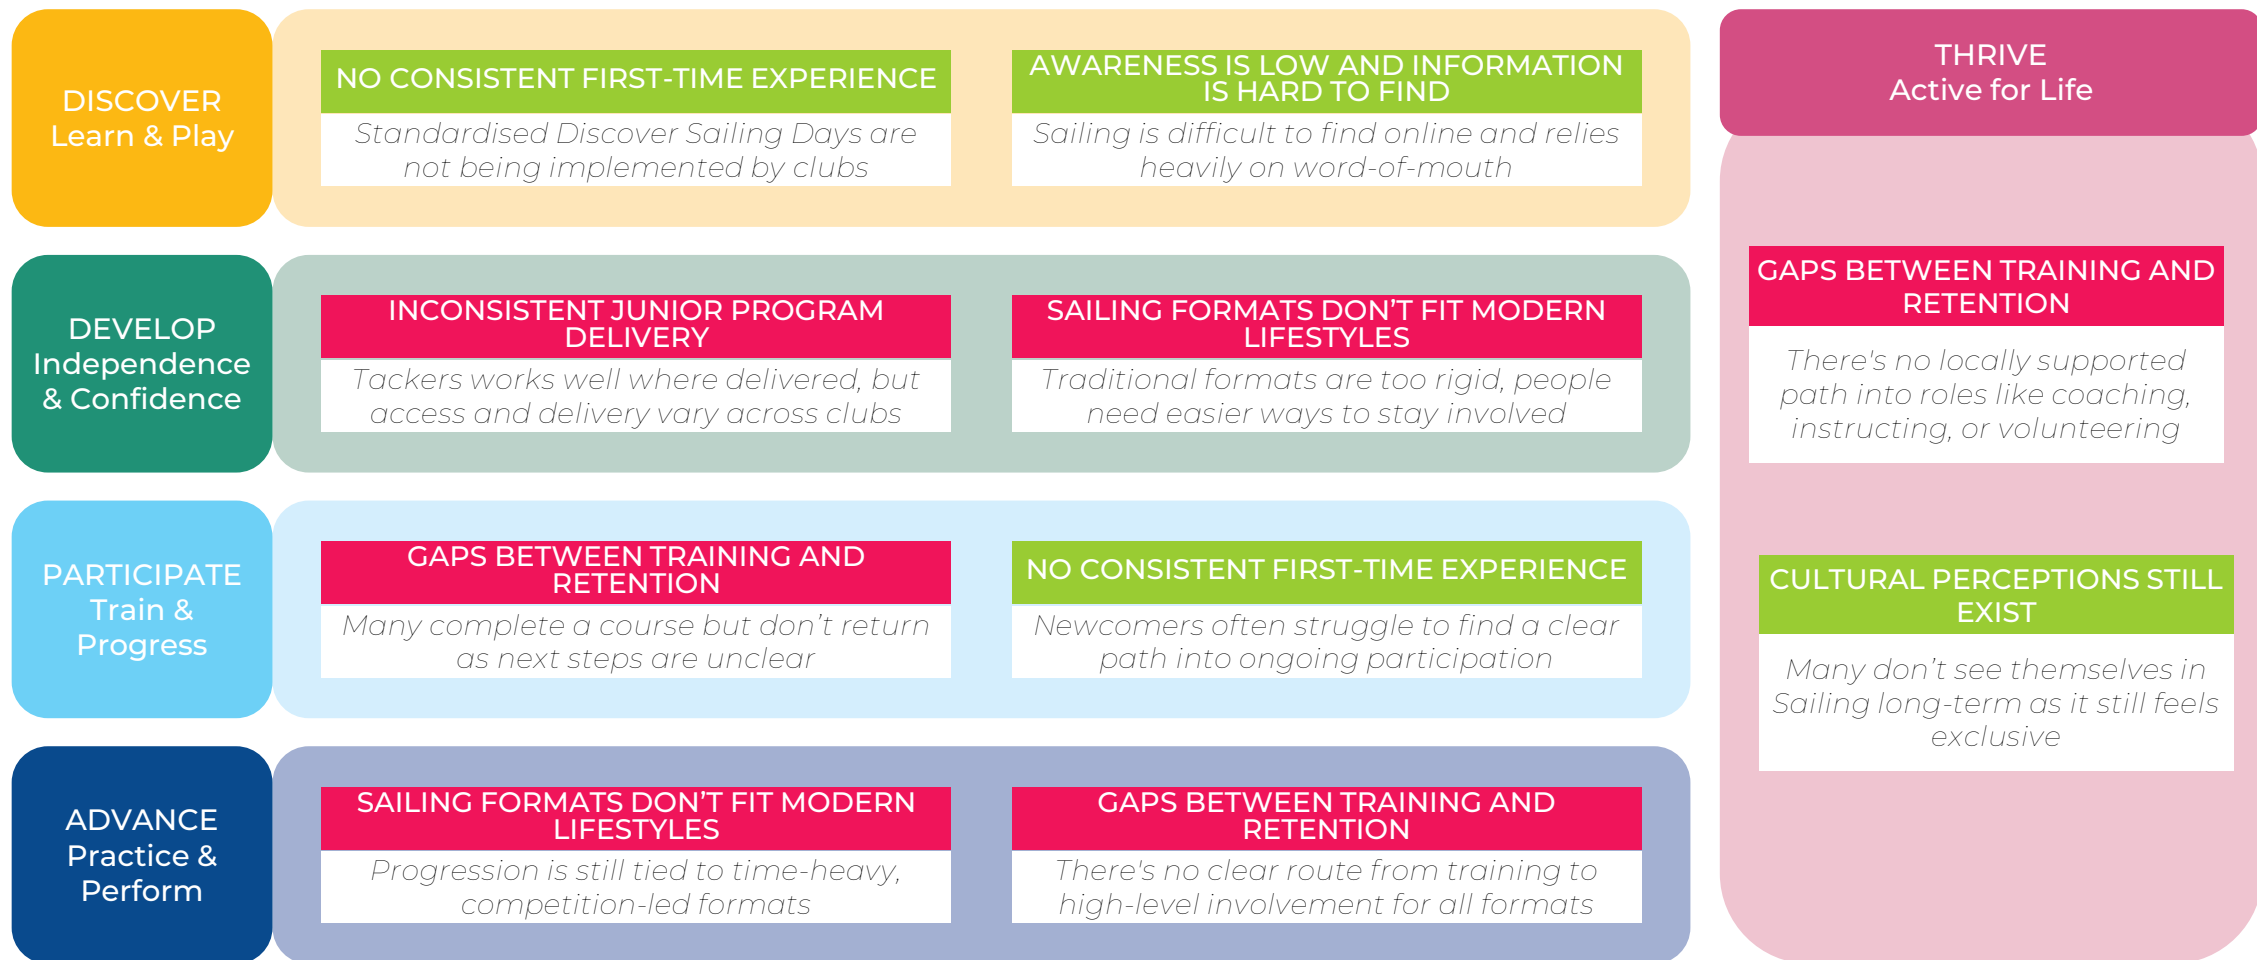 DISCOVER
Learn & Play
NO CONSISTENT FIRST-TIME EXPERIENCE
Standardised Discover Sailing Days are
not being implemented by clubs
AWARENESS IS LOW AND INFORMATION
IS HARD TO FIND
Sailing is difficult to find online and relies
heavily on word-of-mouth
DEVELOP
Independence
& Confidence
INCONSISTENT JUNIOR PROGRAM
DELIVERY
Tackers works well where delivered, but
access and delivery vary across clubs
SAILING FORMATS DON’T FIT MODERN
LIFESTYLES
Traditional formats are too rigid, people
need easier ways to stay involved
PARTICIPATE
Train &
Progress
GAPS BETWEEN TRAINING AND
RETENTION
Many complete a course but don’t return
as next steps are unclear
NO CONSISTENT FIRST-TIME EXPERIENCE
Newcomers often struggle to find a clear
path into ongoing participation
ADVANCE
Practice &
Perform
SAILING FORMATS DON’T FIT MODERN
LIFESTYLES
Progression is still tied to time-heavy,
competition-led formats
GAPS BETWEEN TRAINING AND
RETENTION
There's no clear route from training to
high-level involvement for all formats
THRIVE
Active for Life
GAPS BETWEEN TRAINING AND
RETENTION
There's no locally supported
path into roles like coaching,
instructing, or volunteering
CULTURAL PERCEPTIONS STILL
EXIST
Many don’t see themselves in
Sailing long-term as it still feels
exclusive